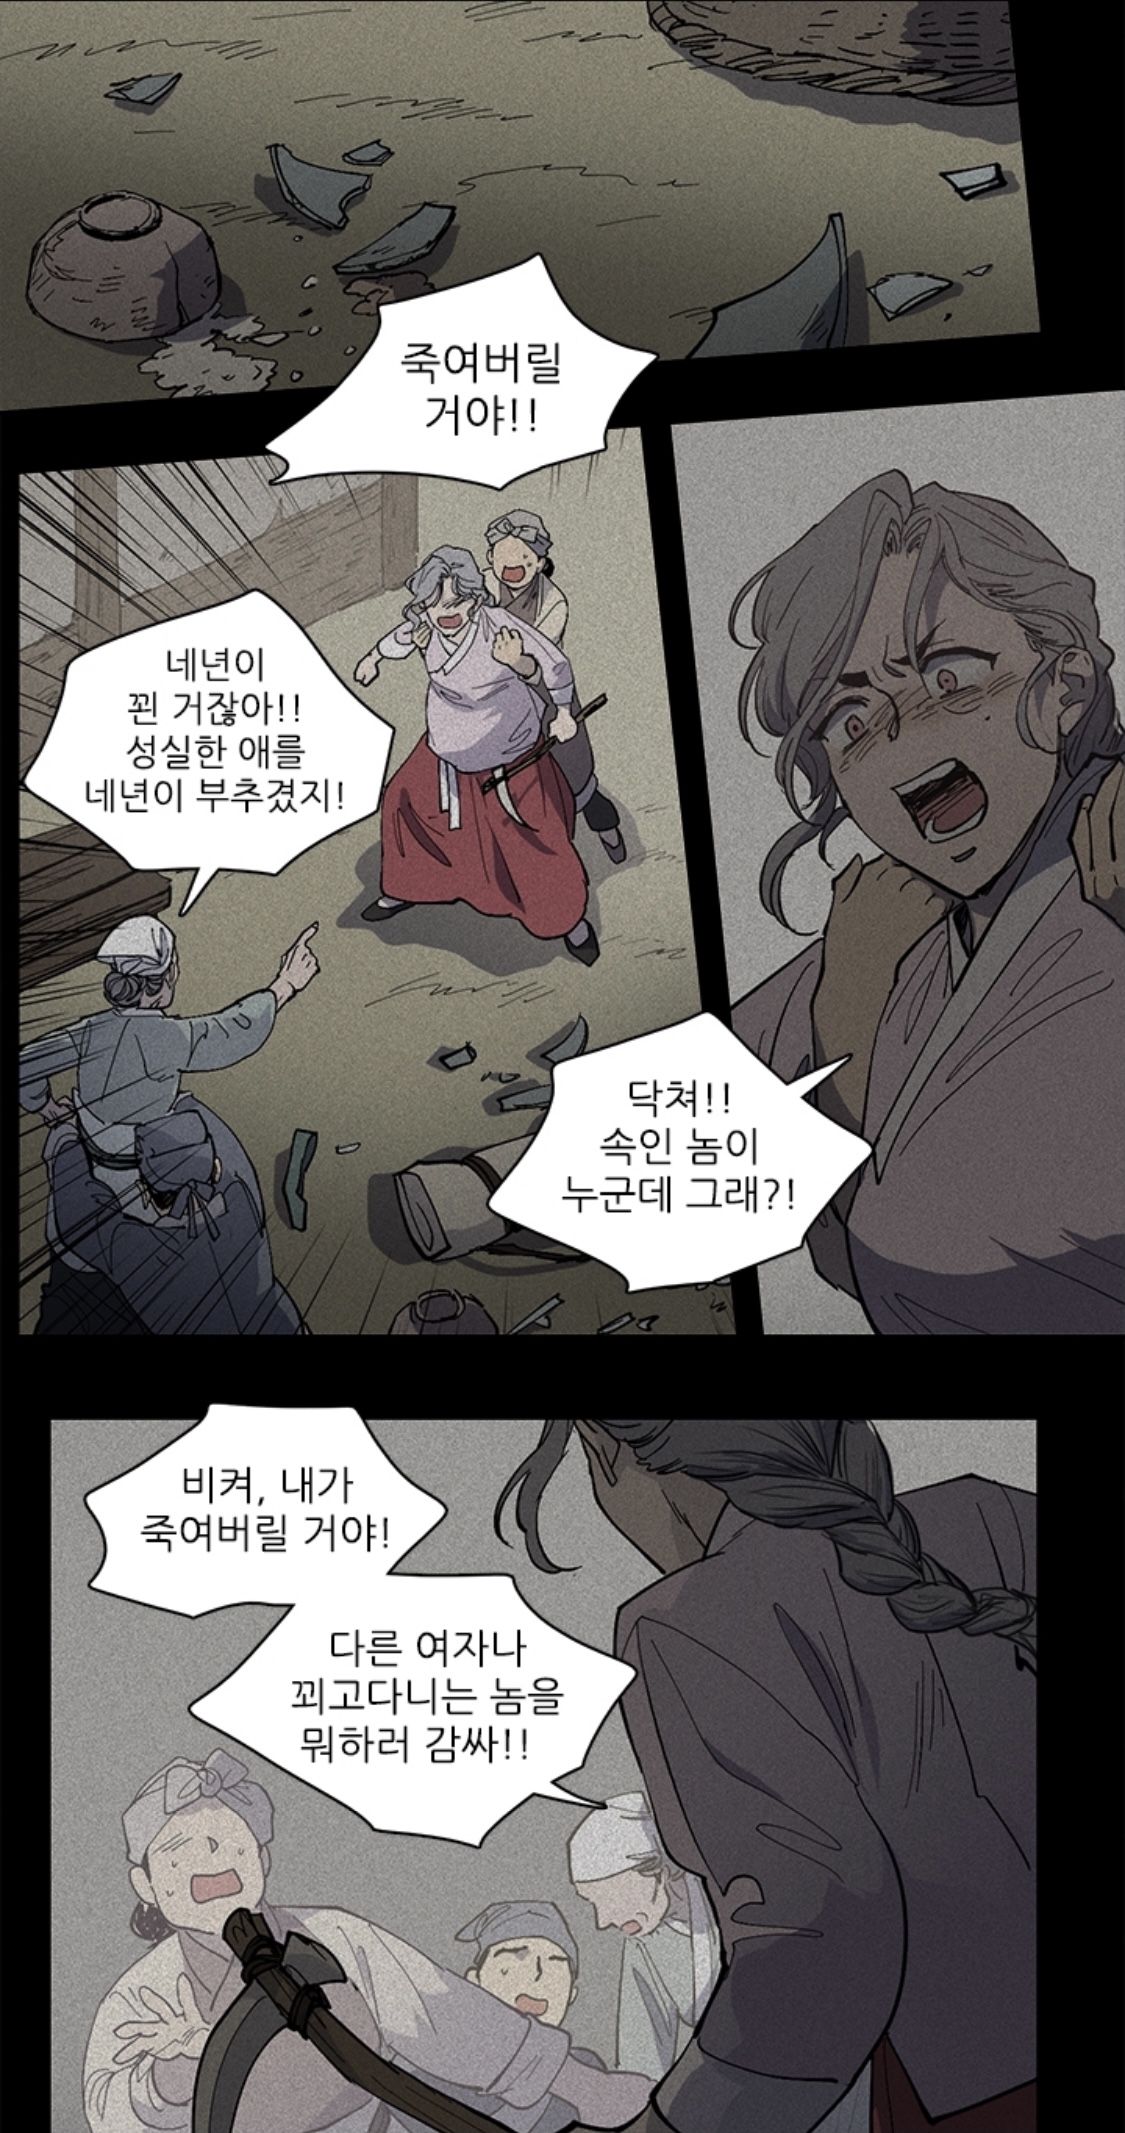 죽여버릴
거야!!
네년이
꾄 거잖아!!
성실한 애를
네년이 부추겼지!
닥쳐!!
속인 놈이
누군데 그래?!
비켜, 내가
죽여버릴 거야!
다른 여자나
꾀고다니는 놈을
뭐하러 감싸!!